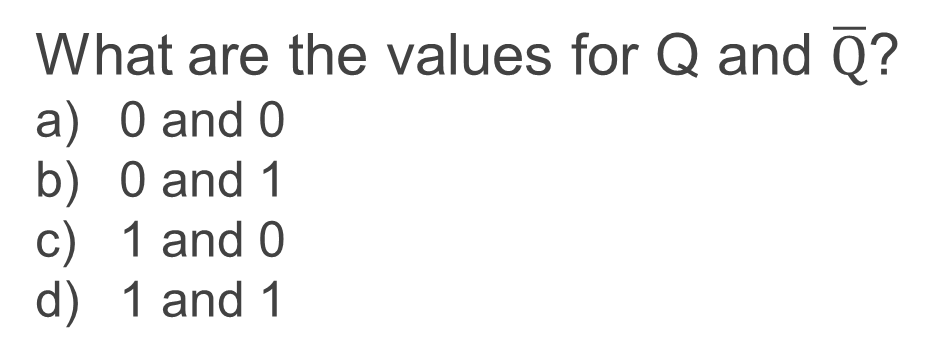 What are the values for Q and Q̅?
a) 0 and 0
b) 0 and 1
c) 1 and 0
d) 1 and 1